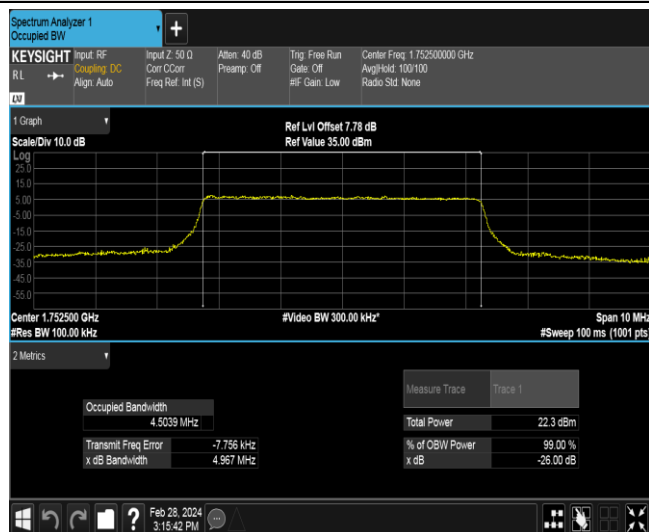 Spectrum Analyzer 1
Occupied BW
+
KEYSIGHT Input: RF Input Z: 50 Ω Atten: 40 dB Trig: Free Run Center Freq: 1.752500000 GHz
RL Coupling: DC Corr CCorr Preamp: Off Gate: Off Avg|Hold: 100/100
Align: Auto Freq Ref: Int (S) #IF Gain: Low Radio Std: None
LXI
1 Graph
Ref Lvl Offset 7.78 dB
Scale/Div 10.0 dB Ref Value 35.00 dBm
Log
25.0
15.0
5.00
-5.00
-15.0
-25.0
-35.0
-45.0
-55.0
Center 1.752500 GHz #Video BW 300.00 kHz* Span 10 MHz
#Res BW 100.00 kHz #Sweep 100 ms (1001 pts)
2 Metrics
Measure Trace Trace 1
Occupied Bandwidth
4.5039 MHz
Total Power 22.3 dBm
Transmit Freq Error -7.756 kHz % of OBW Power 99.00 %
x dB Bandwidth 4.967 MHz x dB -26.00 dB
? Feb 28, 2024
3:15:42 PM